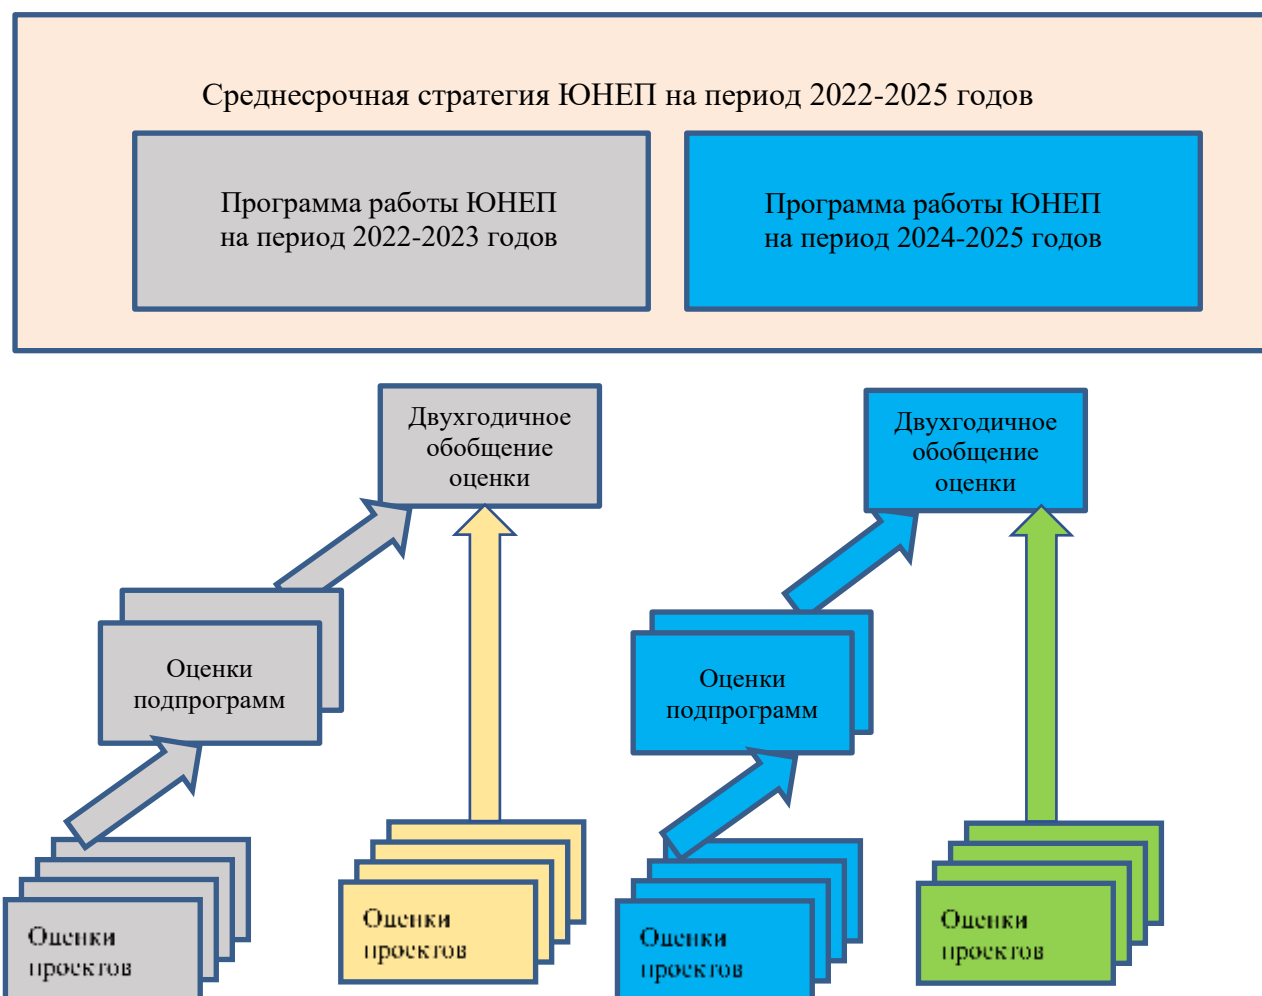 Среднесрочная стратегия ЮНЕП на период 2022-2025 годов
Программа работы ЮНЕП
на период 2022-2023 годов
Программа работы ЮНЕП
на период 2024-2025 годов
Двухгодичное
обобщение
оценки
Двухгодичное
обобщение
оценки
Оценки
подпрограмм
Оценки
подпрограмм
Оценки
проектов
Оценки
проектов
Оценки
проектов
Оценки
проектов